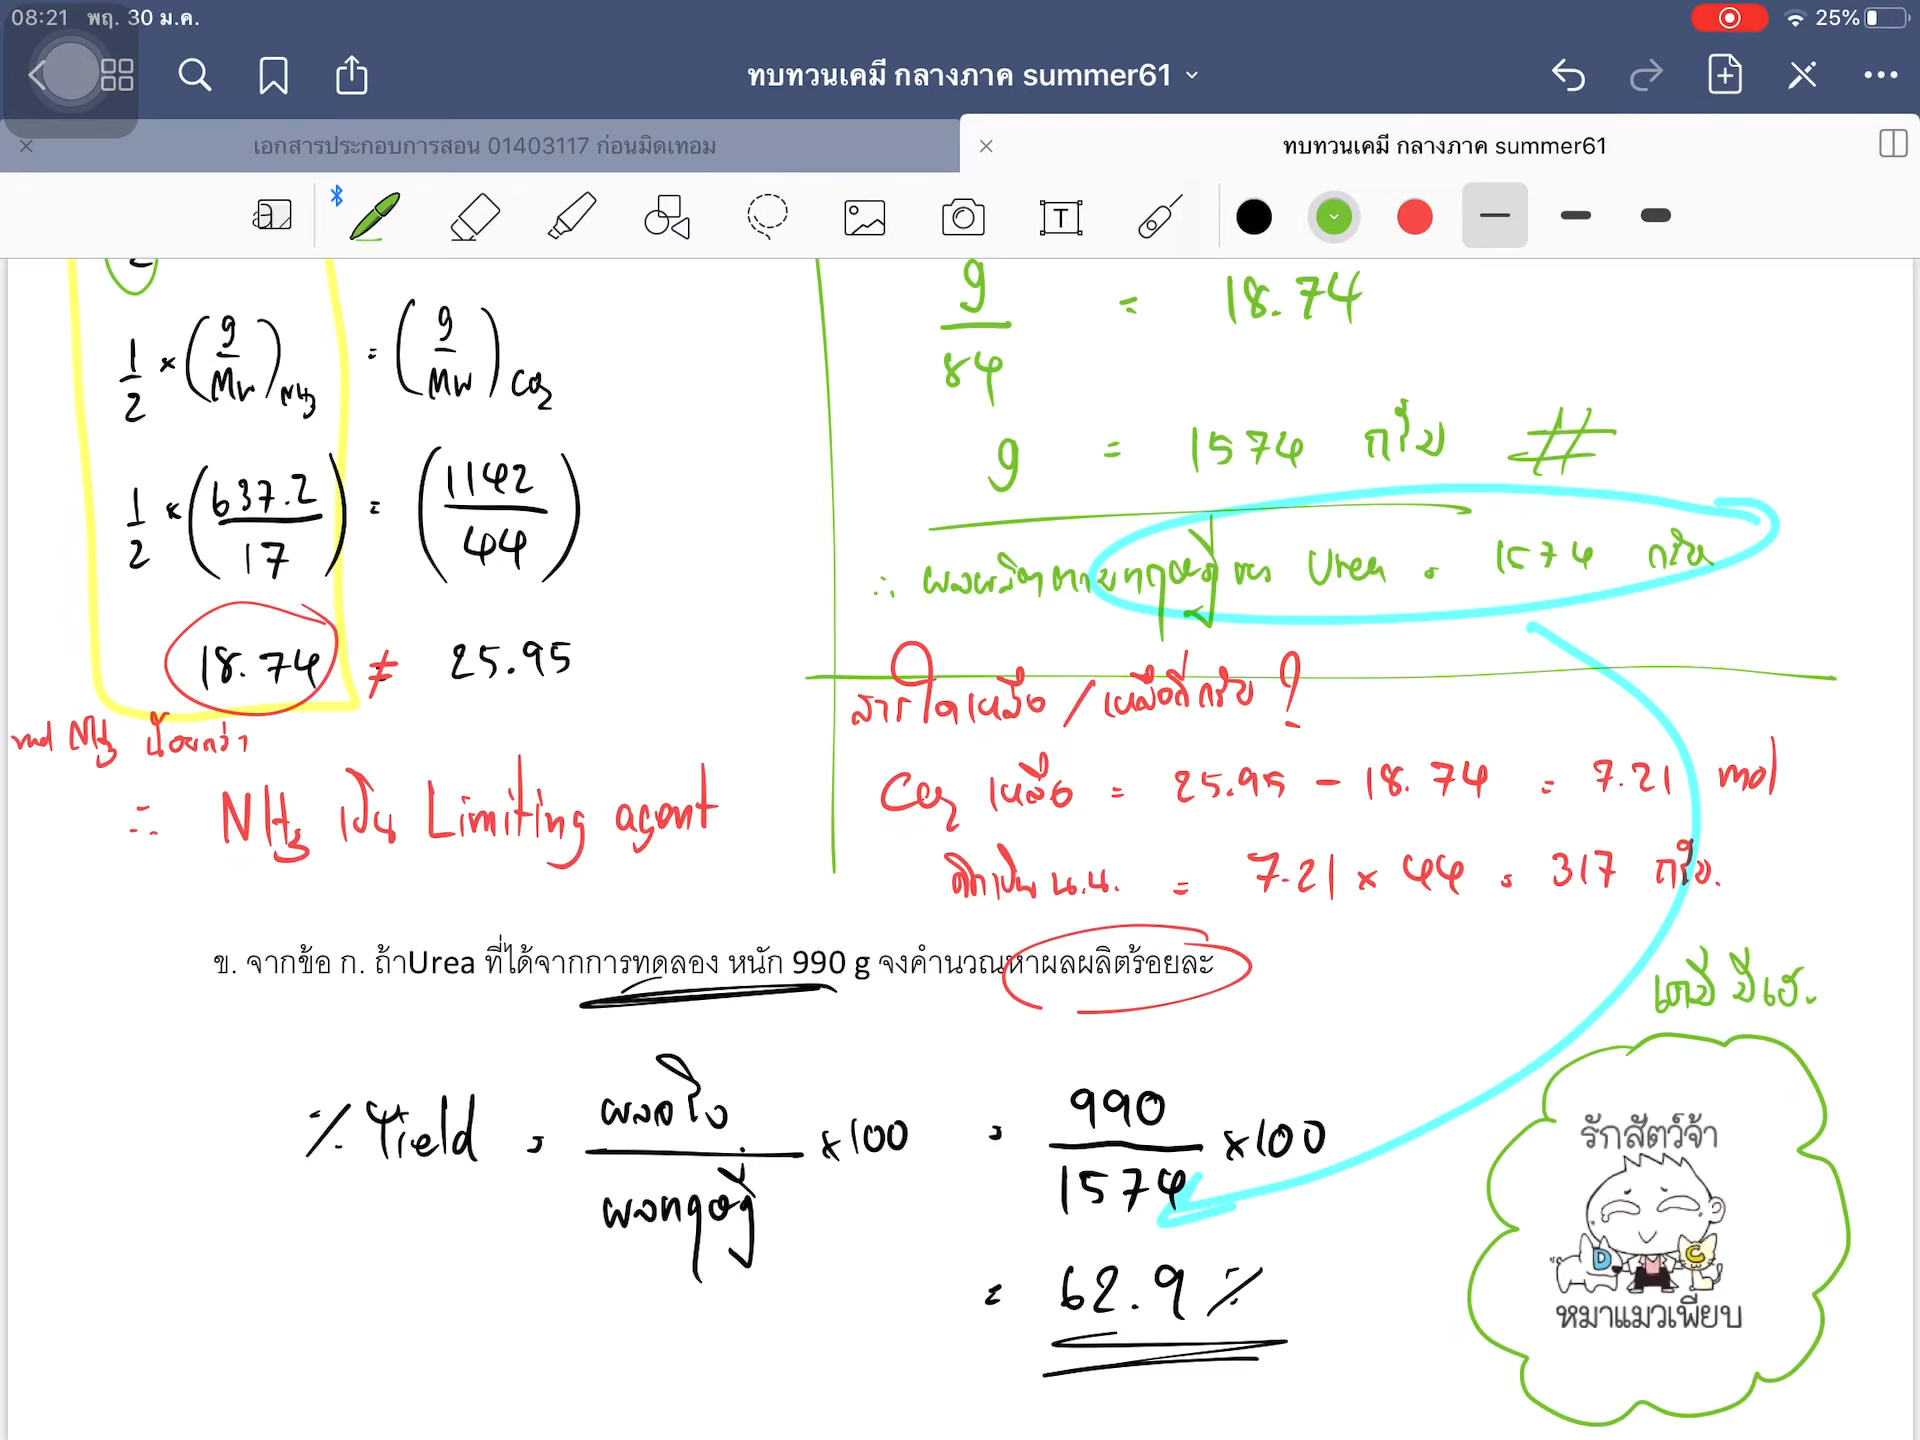 08:21 พฤ. 30 ม.ค.
25%
ทบทวนเคมี กลางภาค summer61
เอกสารประกอบการสอน 01403117 ก่อนมิดเทอม
ทบทวนเคมี กลางภาค summer61
2
1/2 × (g/Mw)NH3 = (g/Mw)CO2
1/2 × (637.2/17) = (1142/44)
18.74 ≠ 25.95
mol NH3 น้อยกว่า
∴ NH3 เป็น Limiting agent
g/84 = 18.74
g = 1574 กรัม #
∴ ผลผลิตตามทฤษฎี ของ Urea = 1574 กรัม
สารใดเหลือ / เหลือกี่กรัม ?
CO2 เหลือ = 25.95 − 18.74 = 7.21 mol
คิดเป็น น.น. = 7.21 × 44 = 317 กรัม.
ข. จากข้อ ก. ถ้าUrea ที่ได้จากการทดลอง หนัก 990 g จงคำนวณหาผลผลิตร้อยละ
% Yield = ผลจริง/ผลทฤษฎี ×100 = 990/1574 ×100
= 62.9 %
รักสัตว์จ้า
D C
หมาแมวเพียบ